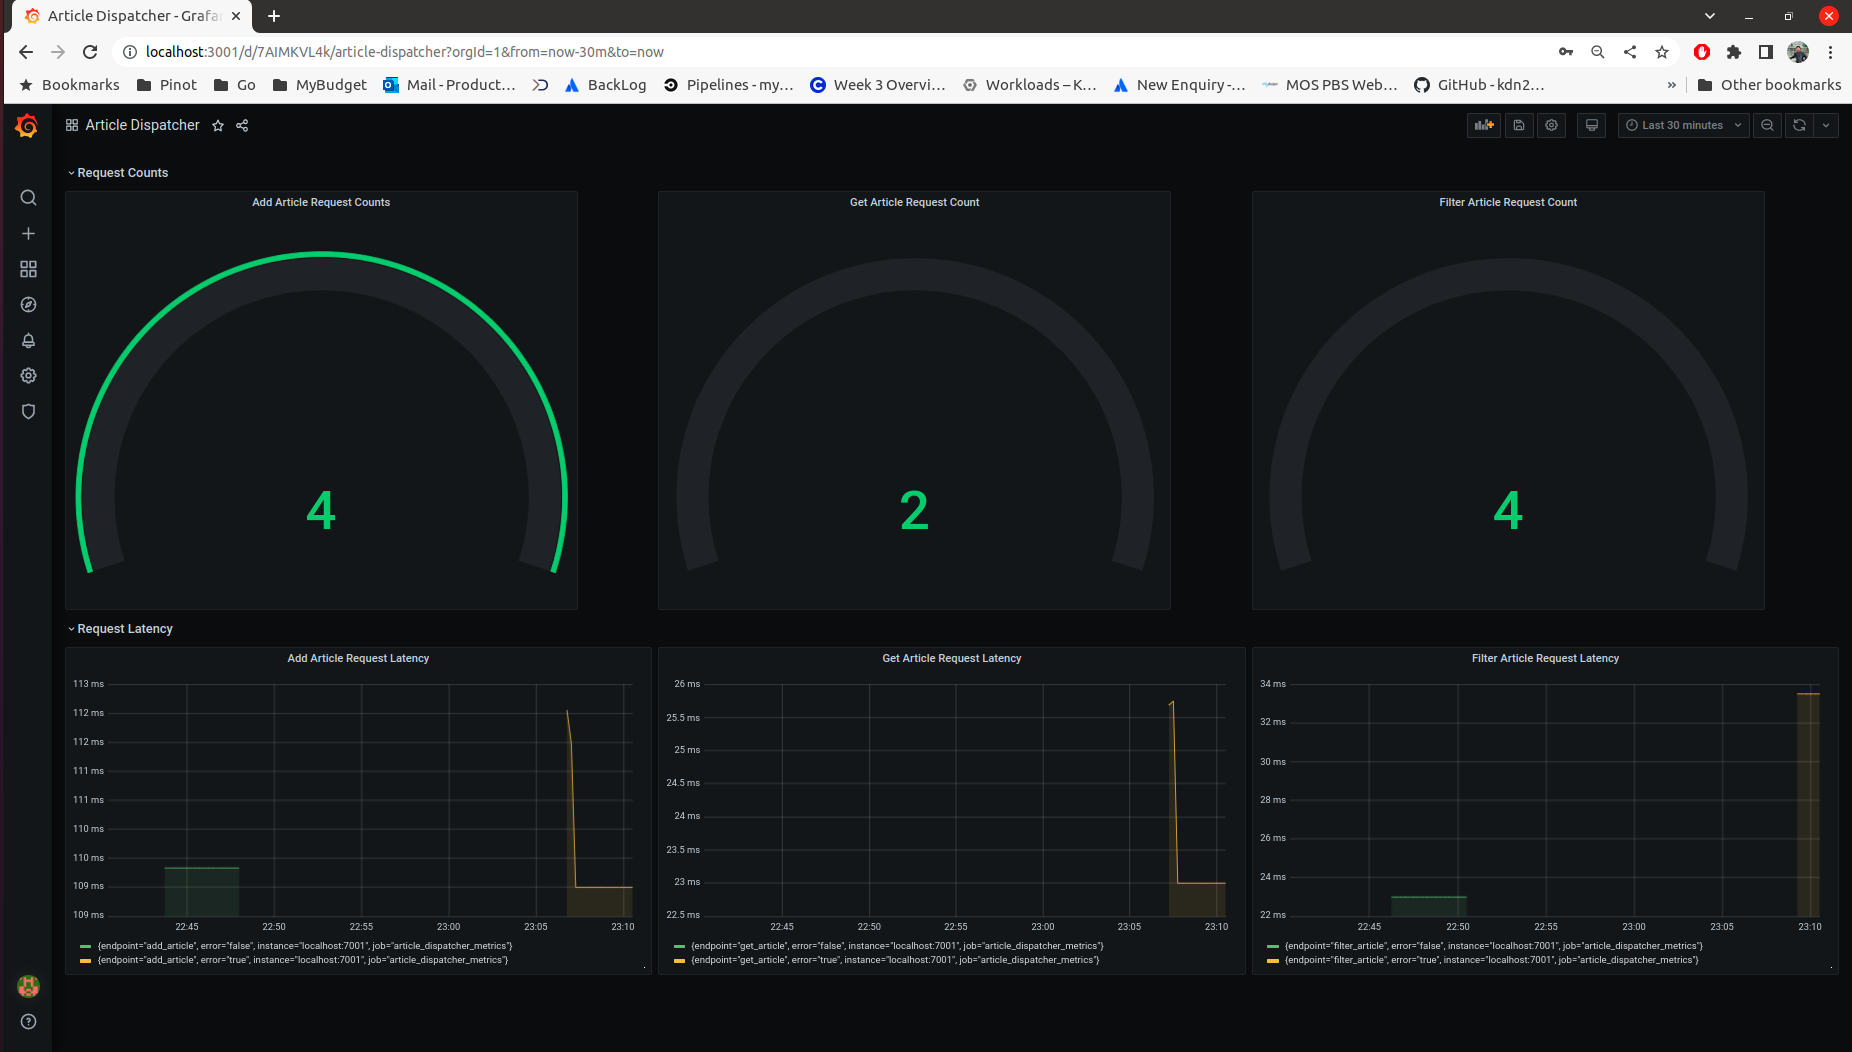 Article Dispatcher - Grafa
localhost:3001/d/7AIMKVL4k/article-dispatcher?orgId=1&from=now-30m&to=now
Bookmarks Pinot Go MyBudget Mail - Product… BackLog Pipelines - my… Week 3 Overvi… Workloads – K… New Enquiry -… MOS PBS Web… GitHub - kdn2… » Other bookmarks
Article Dispatcher Last 30 minutes
Request Counts
Add Article Request Counts Get Article Request Count Filter Article Request Count
4 2 4
Request Latency
Add Article Request Latency
113 ms
112 ms
112 ms
111 ms
111 ms
110 ms
110 ms
109 ms
109 ms
22:45 22:50 22:55 23:00 23:05 23:10
{endpoint="add_article", error="false", instance="localhost:7001", job="article_dispatcher_metrics"}
{endpoint="add_article", error="true", instance="localhost:7001", job="article_dispatcher_metrics"}
Get Article Request Latency
26 ms
25.5 ms
25 ms
24.5 ms
24 ms
23.5 ms
23 ms
22.5 ms
22:45 22:50 22:55 23:00 23:05 23:10
{endpoint="get_article", error="false", instance="localhost:7001", job="article_dispatcher_metrics"}
{endpoint="get_article", error="true", instance="localhost:7001", job="article_dispatcher_metrics"}
Filter Article Request Latency
34 ms
32 ms
30 ms
28 ms
26 ms
24 ms
22 ms
22:45 22:50 22:55 23:00 23:05 23:10
{endpoint="filter_article", error="false", instance="localhost:7001", job="article_dispatcher_metrics"}
{endpoint="filter_article", error="true", instance="localhost:7001", job="article_dispatcher_metrics"}